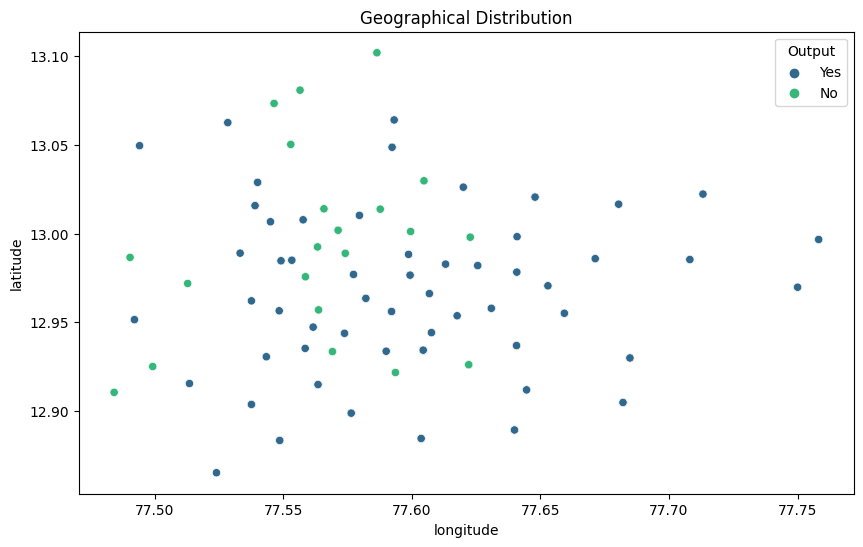 Geographical Distribution
Output
Yes
No
13.10
13.05
13.00
12.95
12.90
latitude
77.50 77.55 77.60 77.65 77.70 77.75
longitude